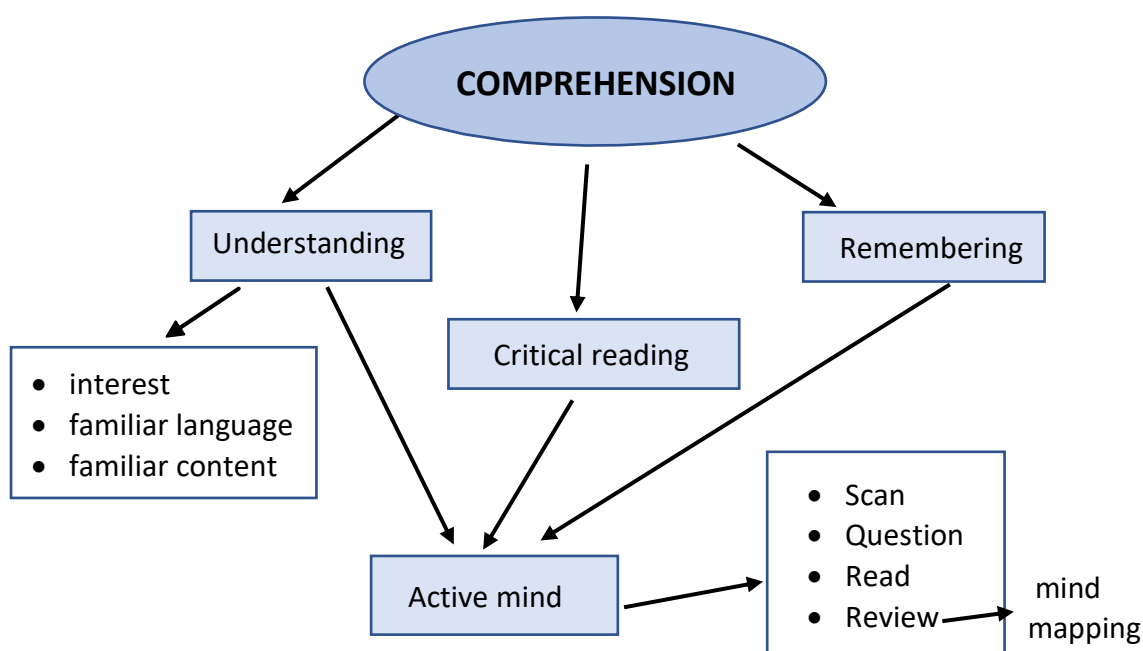 COMPREHENSION
Understanding
Remembering
Critical reading
• interest
• familiar language
• familiar content
• Scan
• Question
• Read
• Review
mind
mapping
Active mind